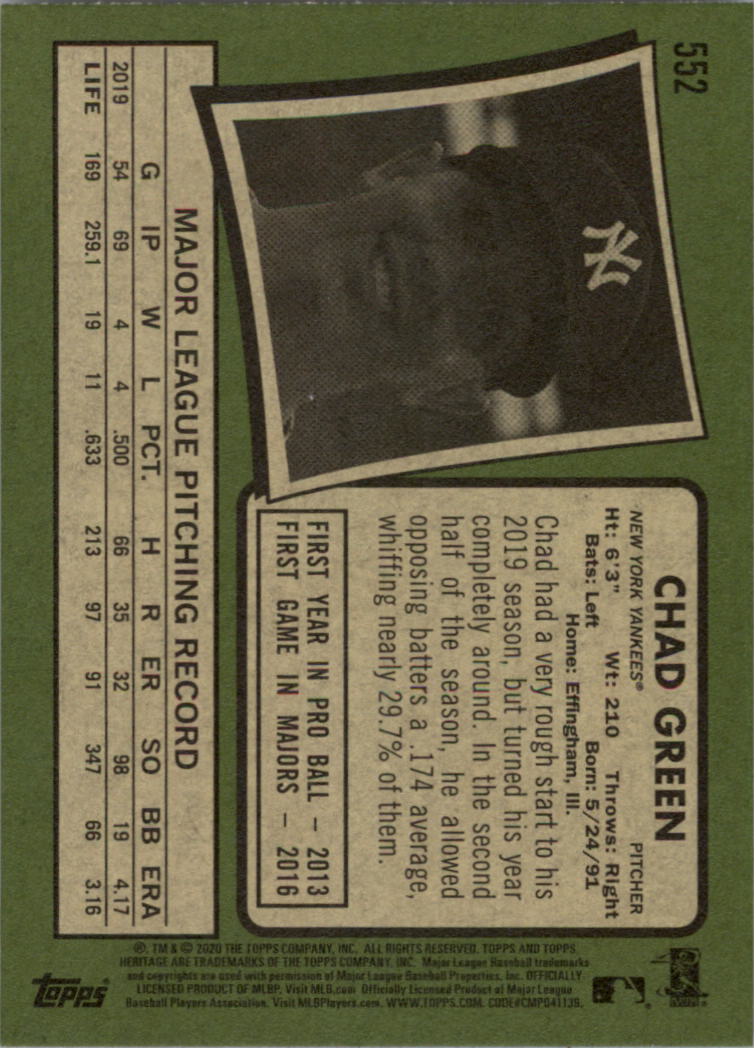 552
NY
CHAD GREEN
NEW YORK YANKEES® PITCHER
Ht: 6'3" Wt: 210 Throws: Right
Bats: Left Born: 5/24/91
Home: Effingham, Ill.
Chad had a very rough start to his
2019 season, but turned his year
completely around. In the second
half of the season, he allowed
opposing batters a .174 average,
whiffing nearly 29.7% of them.
FIRST YEAR IN PRO BALL – 2013
FIRST GAME IN MAJORS – 2016
MAJOR LEAGUE PITCHING RECORD
G IP W L PCT. H R ER SO BB ERA
2019 54 69 4 4 .500 66 35 32 98 19 4.17
LIFE 169 259.1 19 11 .633 213 97 91 347 66 3.16
®, TM & © 2020 THE TOPPS COMPANY, INC. ALL RIGHTS RESERVED. TOPPS AND TOPPS
HERITAGE ARE TRADEMARKS OF THE TOPPS COMPANY, INC. Major League Baseball trademarks
and copyrights are used with permission of Major League Baseball Properties, Inc. OFFICIALLY
LICENSED PRODUCT OF MLBP. Visit MLB.com Officially Licensed Product of Major League
Baseball Players Association. Visit MLBPlayers.com. WWW.TOPPS.COM. CODE#CMP041139.
topps